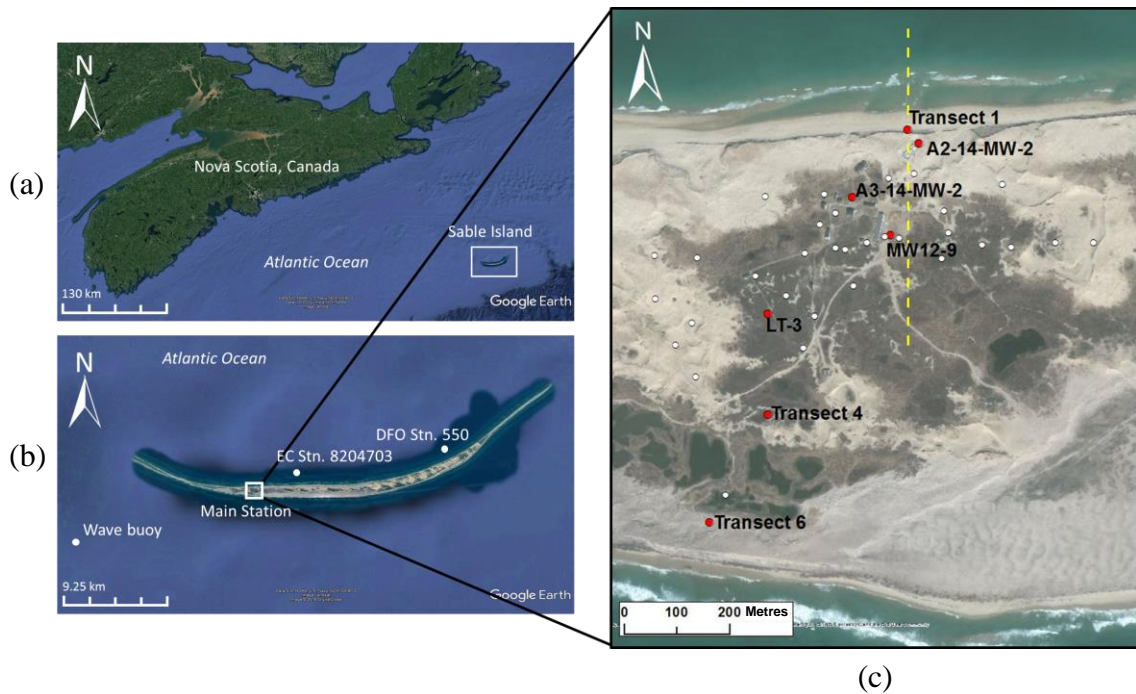 (a)
N
Nova Scotia, Canada
Sable Island
Atlantic Ocean
130 km
Google Earth
(b)
Atlantic Ocean
N
DFO Stn. 550
EC Stn. 8204703
Main Station
Wave buoy
9.25 km
Google Earth
N
Transect 1
A2-14-MW-2
A3-14-MW-2
MW12-9
LT-3
Transect 4
Transect 6
0 100 200 Metres
(c)